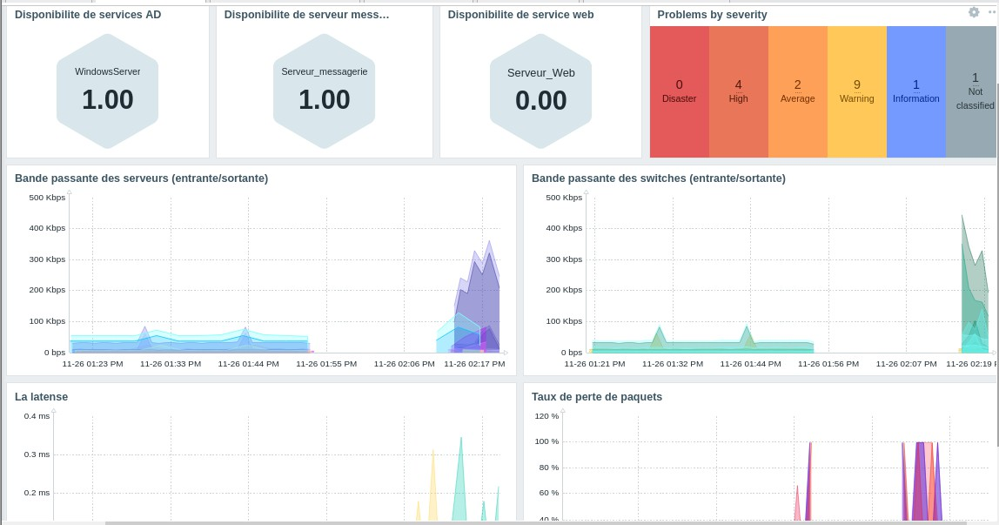 Disponibilite de services AD
WindowsServer
1.00
Disponibilite de serveur mess…
Serveur_messagerie
1.00
Disponibilite de service web
Serveur_Web
0.00
Problems by severity
0
Disaster
4
High
2
Average
9
Warning
1
Information
1
Not
classified
Bande passante des serveurs (entrante/sortante)
500 Kbps
400 Kbps
300 Kbps
200 Kbps
100 Kbps
0 bps
11-26 01:23 PM 11-26 01:33 PM 11-26 01:44 PM 11-26 01:55 PM 11-26 02:06 PM 11-26 02:17 PM
Bande passante des switches (entrante/sortante)
500 Kbps
400 Kbps
300 Kbps
200 Kbps
100 Kbps
0 bps
11-26 01:21 PM 11-26 01:32 PM 11-26 01:44 PM 11-26 01:56 PM 11-26 02:07 PM 11-26 02:19
La latense
0.4 ms
0.3 ms
0.2 ms
Taux de perte de paquets
120 %
100 %
80 %
60 %
40 %